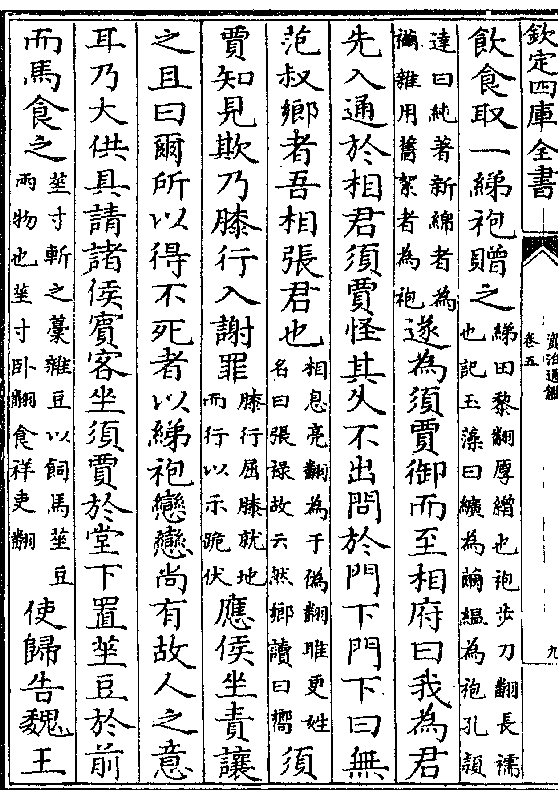 欽定四庫全書
資治通鑑
卷五
九
飲食取一綈袍贈之綈田黎翻厚繒也袍步刀翻長襦也記玉藻曰纊為繭緼為袍孔頴
達曰純著新綿者為襺雜用舊絮者為袍遂為須賈御而至相府曰我為君
先入通於相君須賈怪其久不出問於門下門下曰無
范叔鄉者吾相張君也相息亮翻為于偽翻雎更姓名曰張祿故云然鄉讀曰嚮須
賈知見欺乃膝行入謝罪膝行屈膝就地而行以示跪伏應侯坐責讓
之且曰爾所以得不死者以綈袍戀戀尚有故人之意
耳乃大供具請諸侯賓客坐須賈於堂下置莝豆於前
而馬食之莝寸斬之藁雜豆以飼馬莝豆兩物也莝寸卧翻食祥吏翻使歸告魏王